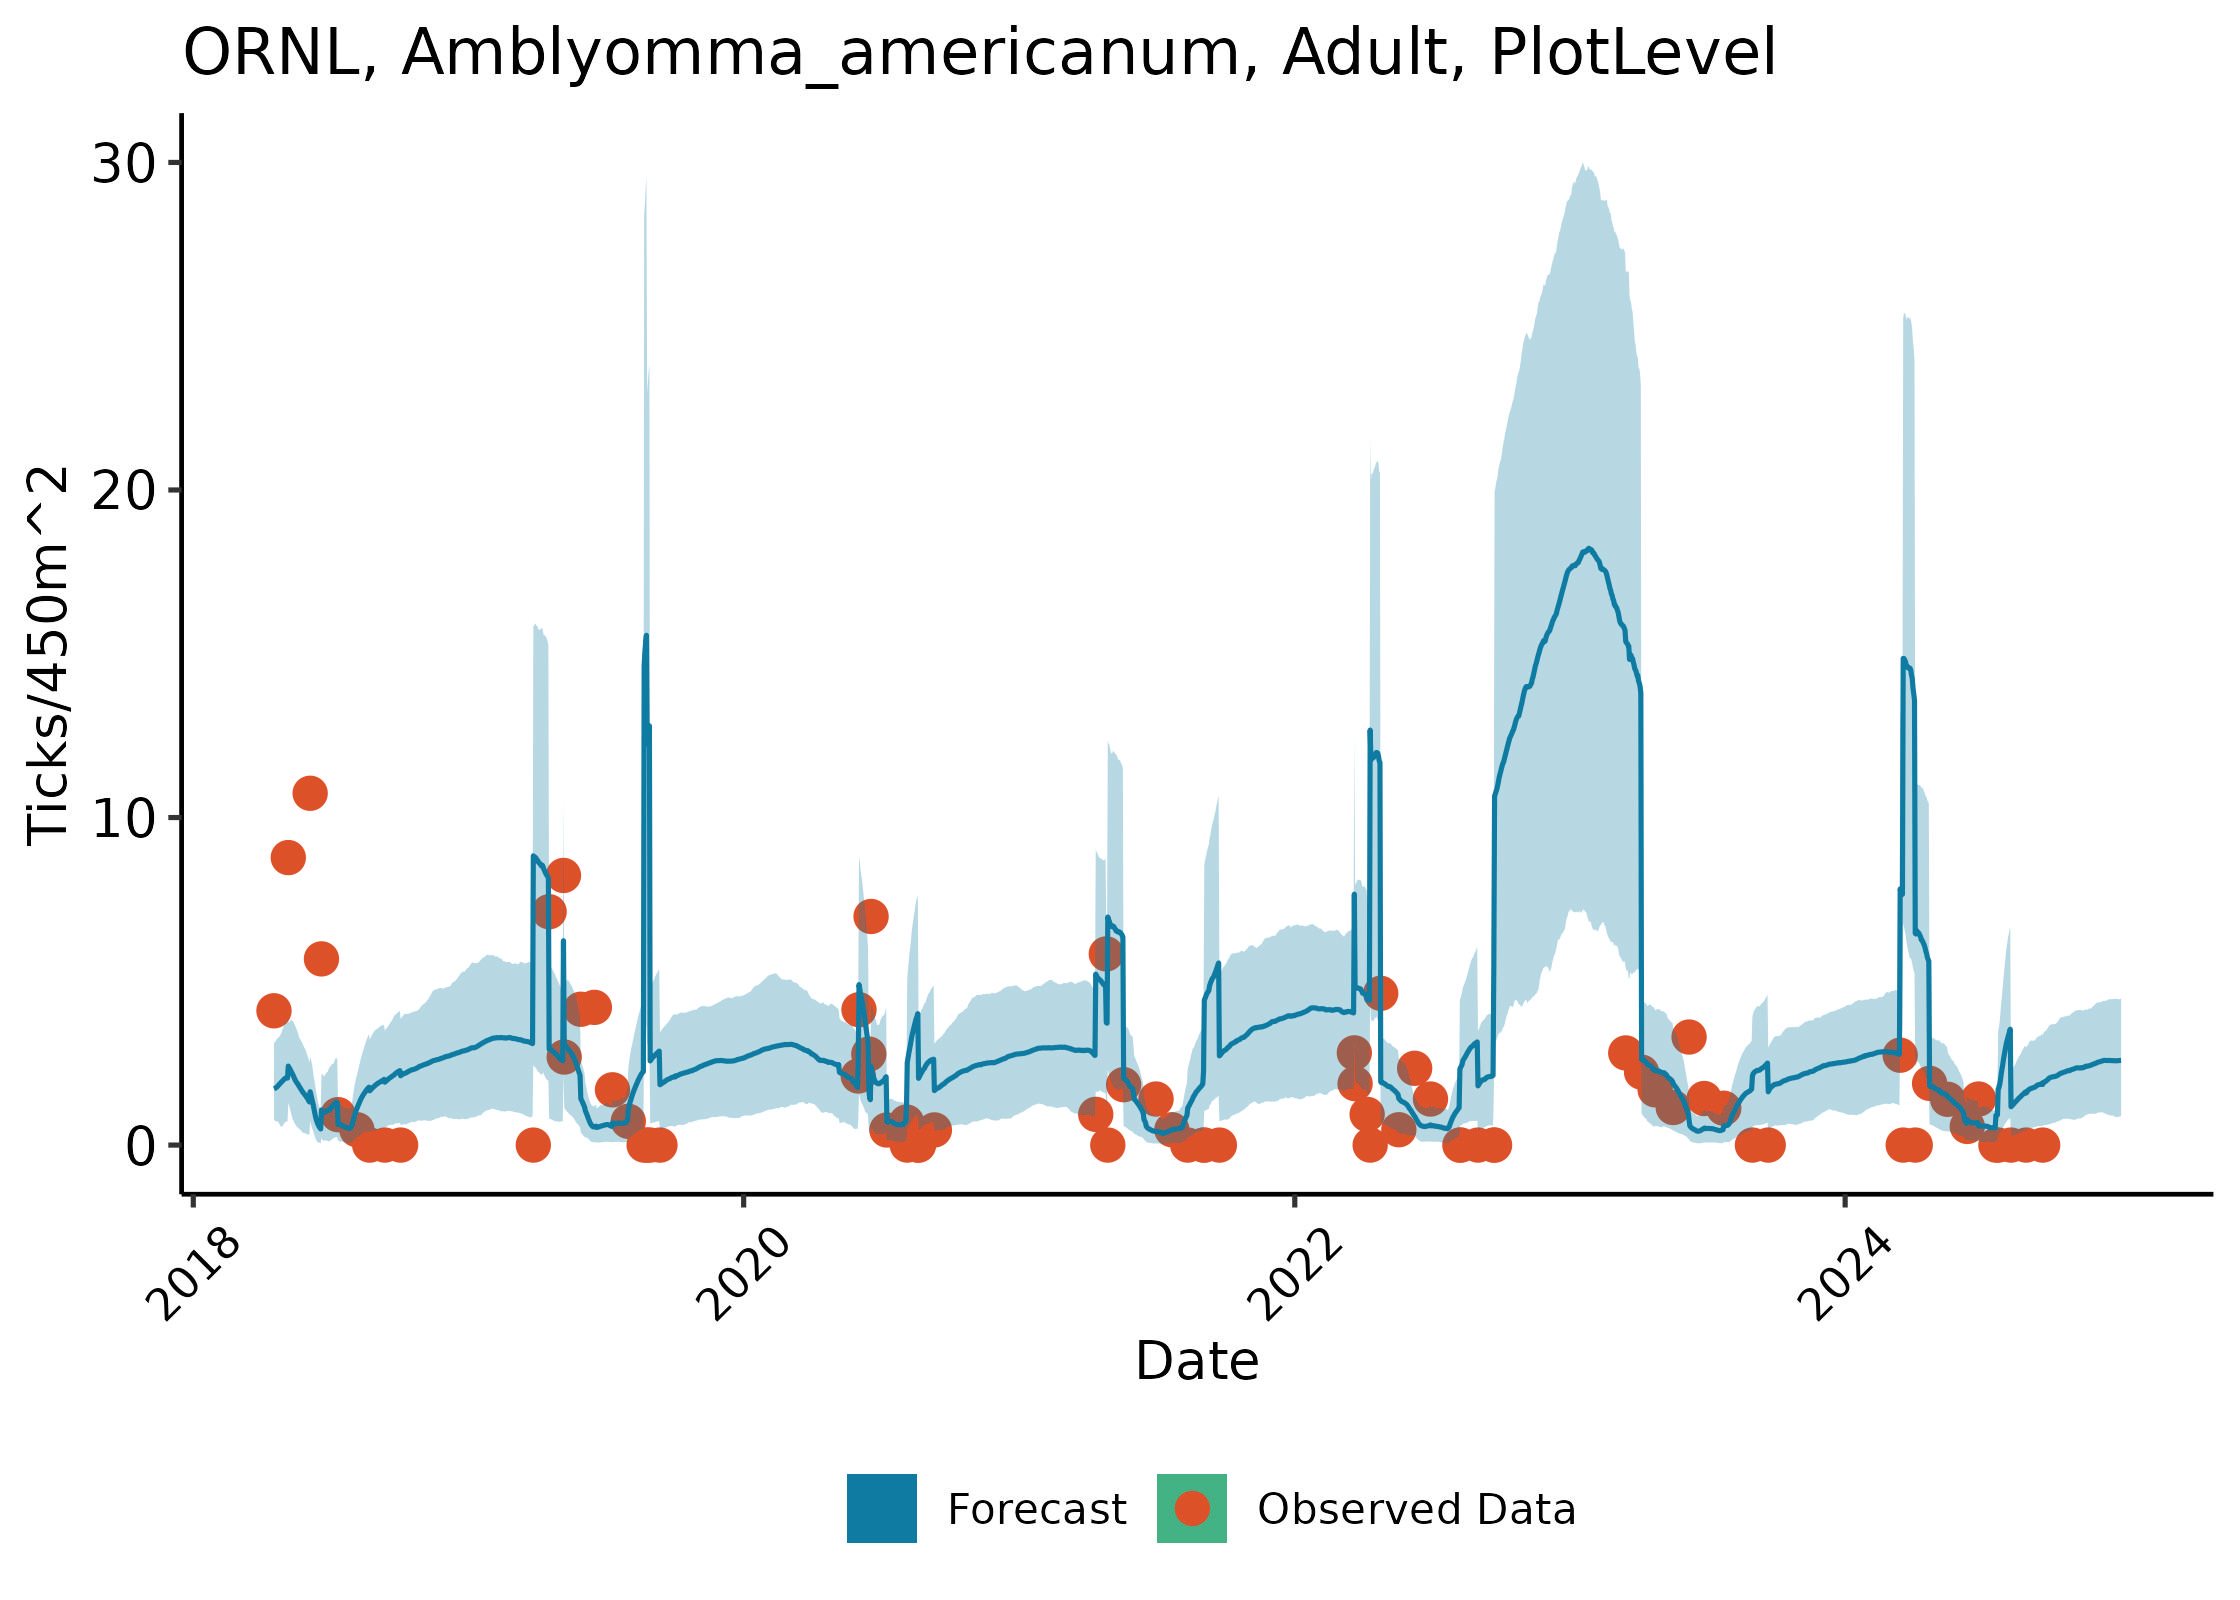 ORNL, Amblyomma_americanum, Adult, PlotLevel
Ticks/450m^2
30
20
10
0
2018
2020
2022
2024
Date
Forecast
Observed Data